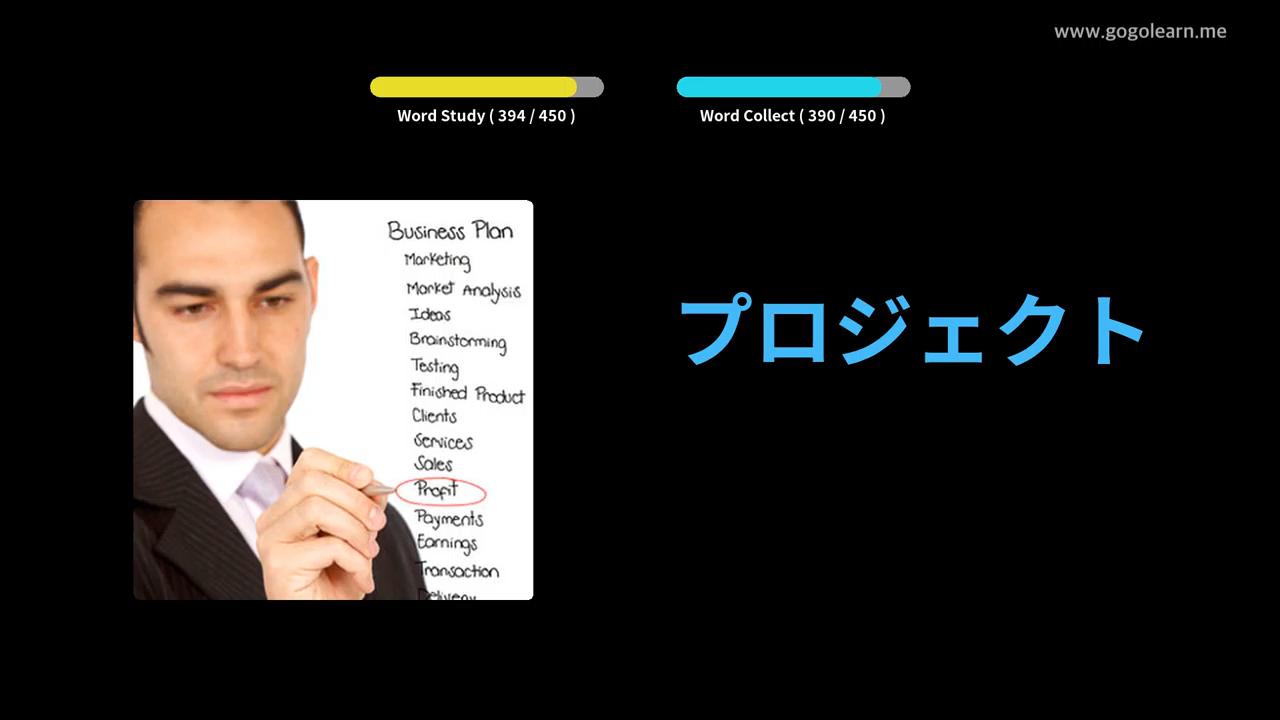 www.gogolearn.me
Word Study ( 394 / 450 )
Word Collect ( 390 / 450 )
Business Plan
Marketing
Market Analysis
Ideas
Brainstorming
Testing
Finished Product
Clients
Services
Sales
Profit
Payments
Earnings
Transaction
Delivery
プロジェクト